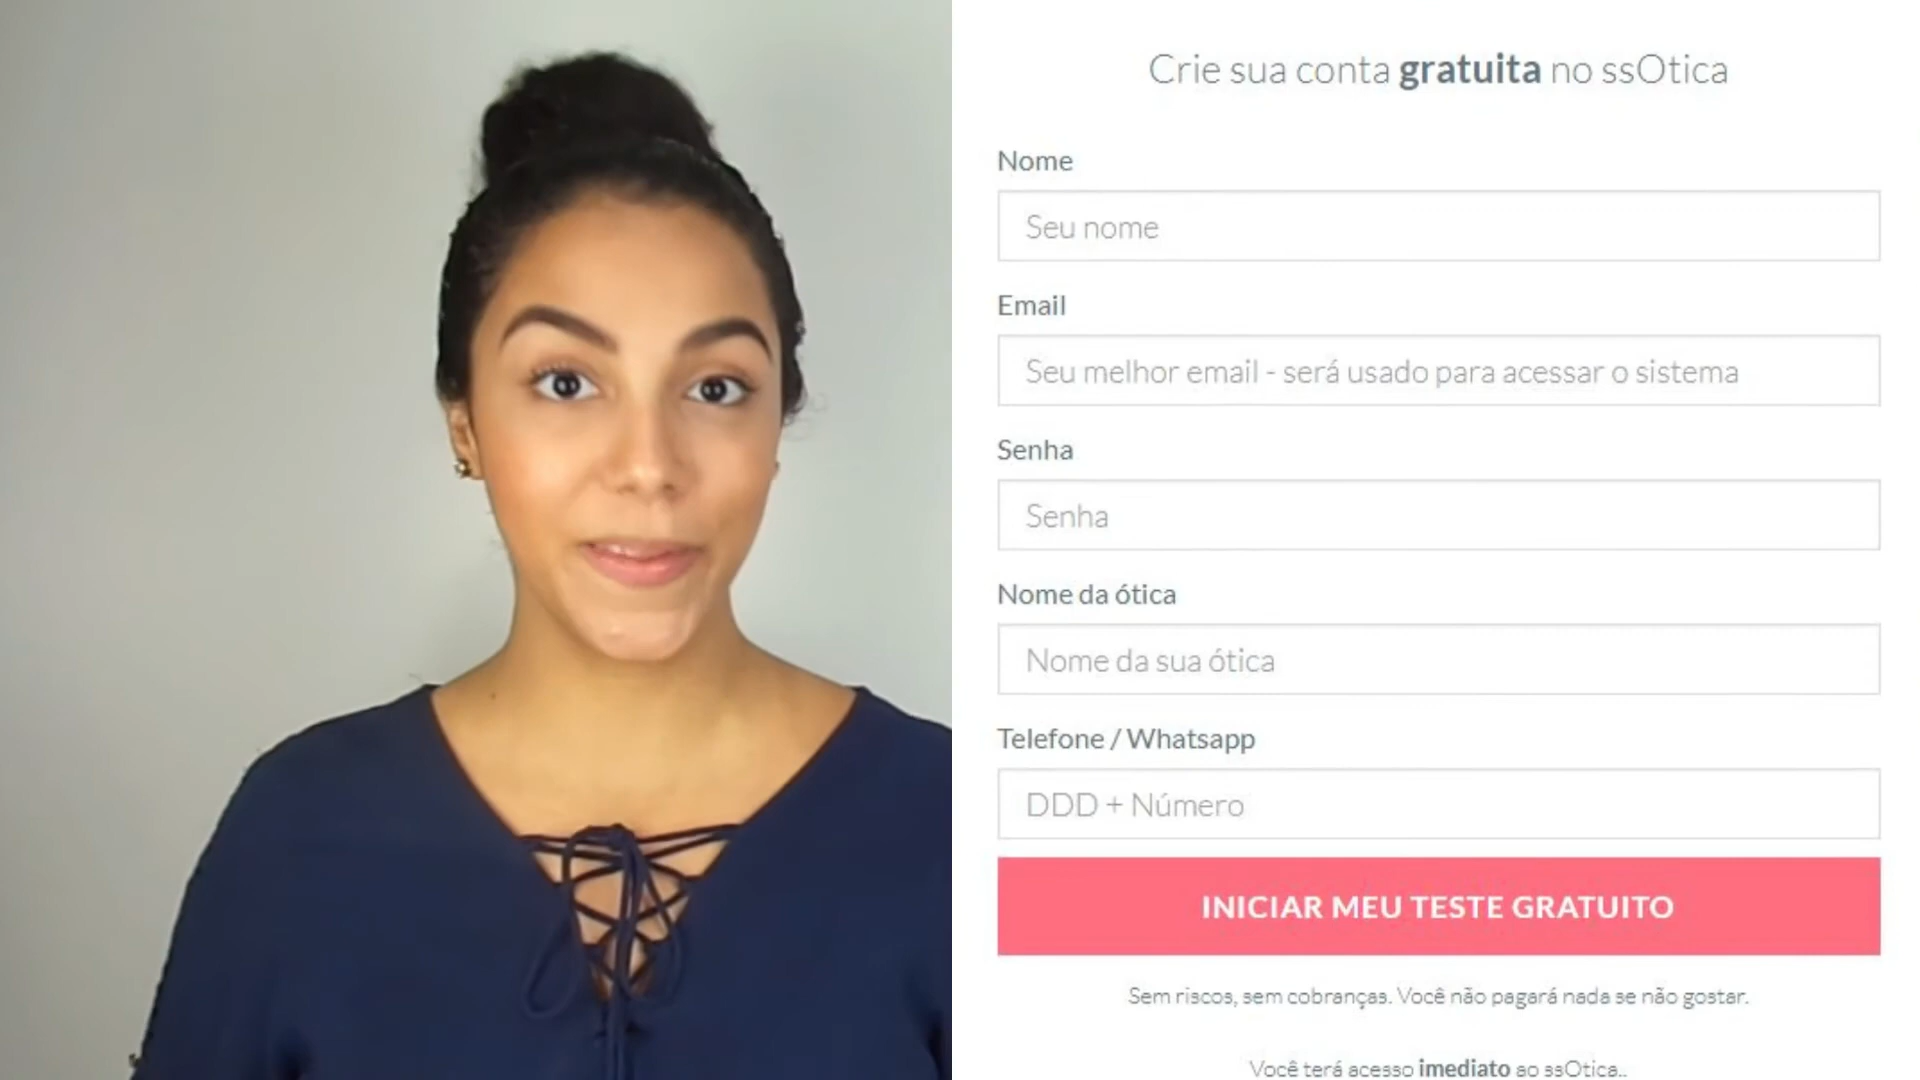 Crie sua conta gratuita no ssOtica
Nome
Seu nome
Email
Seu melhor email - será usado para acessar o sistema
Senha
Senha
Nome da ótica
Nome da sua ótica
Telefone / Whatsapp
DDD + Número
INICIAR MEU TESTE GRATUITO
Sem riscos, sem cobranças. Você não pagará nada se não gostar.
Você terá acesso imediato ao ssOtica..